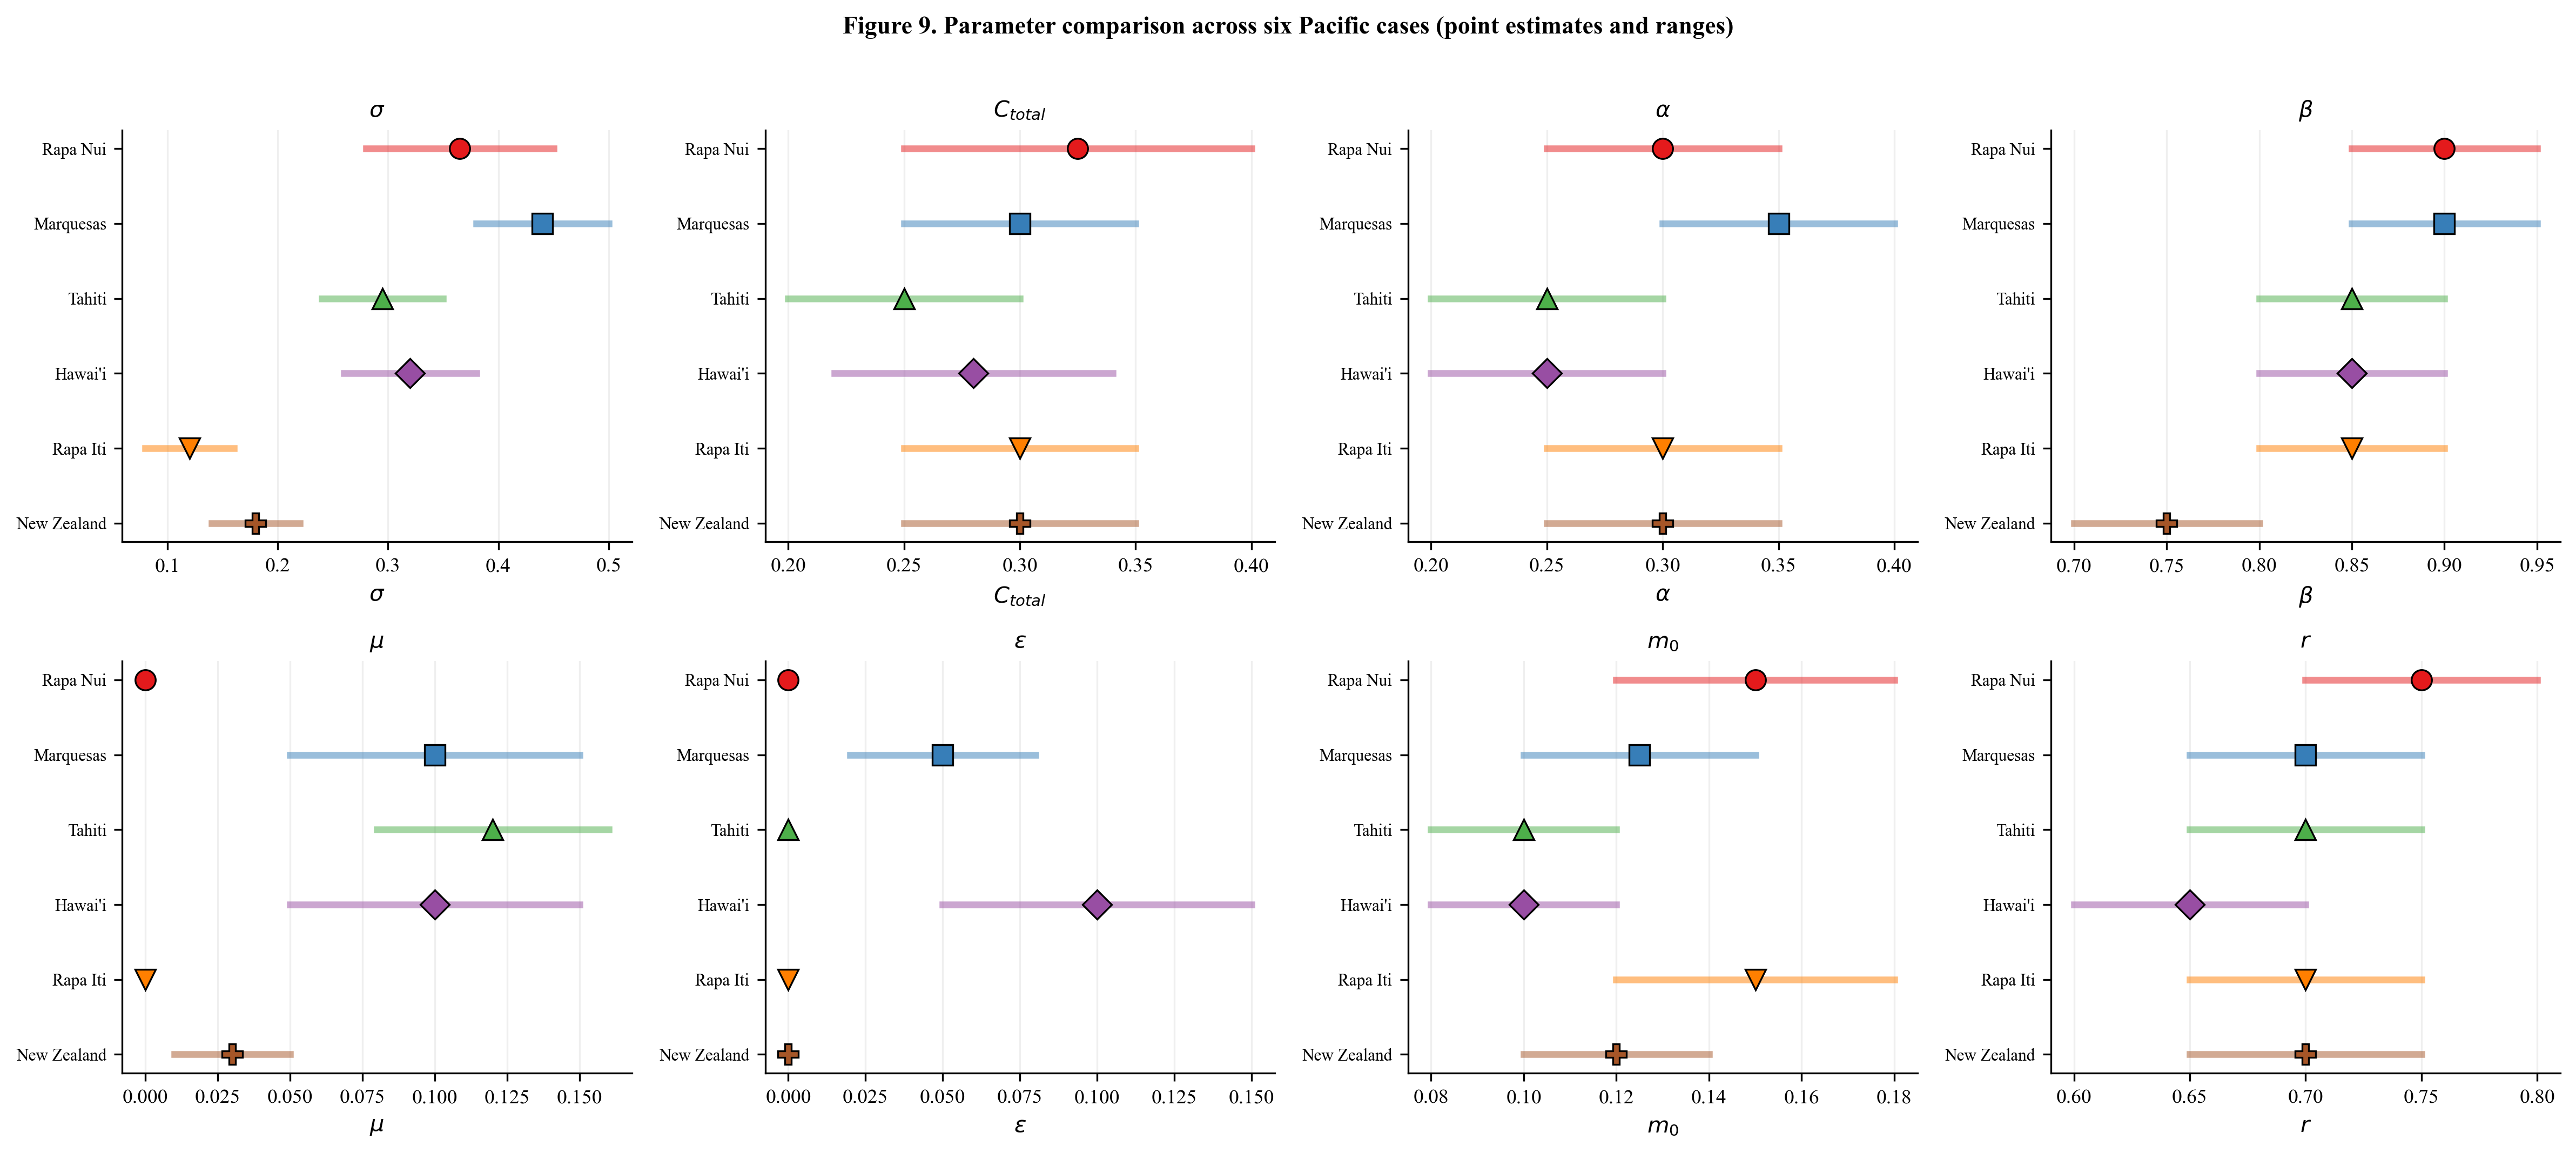 Figure 9. Parameter comparison across six Pacific cases (point estimates and ranges)
σ
Rapa Nui
Marquesas
Tahiti
Hawai'i
Rapa Iti
New Zealand
0.1 0.2 0.3 0.4 0.5
σ
C_total
Rapa Nui
Marquesas
Tahiti
Hawai'i
Rapa Iti
New Zealand
0.20 0.25 0.30 0.35 0.40
C_total
α
Rapa Nui
Marquesas
Tahiti
Hawai'i
Rapa Iti
New Zealand
0.20 0.25 0.30 0.35 0.40
α
β
Rapa Nui
Marquesas
Tahiti
Hawai'i
Rapa Iti
New Zealand
0.70 0.75 0.80 0.85 0.90 0.95
β
μ
Rapa Nui
Marquesas
Tahiti
Hawai'i
Rapa Iti
New Zealand
0.000 0.025 0.050 0.075 0.100 0.125 0.150
μ
ε
Rapa Nui
Marquesas
Tahiti
Hawai'i
Rapa Iti
New Zealand
0.000 0.025 0.050 0.075 0.100 0.125 0.150
ε
m₀
Rapa Nui
Marquesas
Tahiti
Hawai'i
Rapa Iti
New Zealand
0.08 0.10 0.12 0.14 0.16 0.18
m₀
r
Rapa Nui
Marquesas
Tahiti
Hawai'i
Rapa Iti
New Zealand
0.60 0.65 0.70 0.75 0.80
r